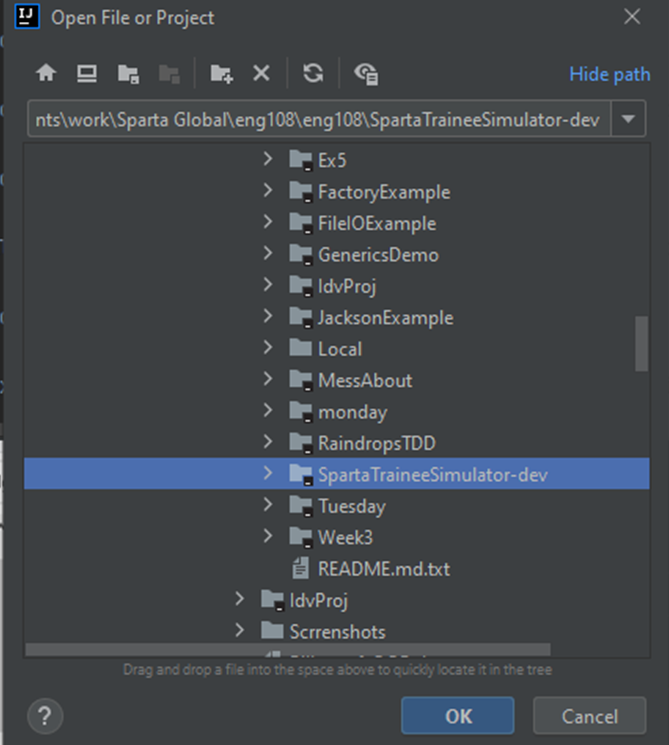 IJ
Open File or Project
Hide path
nts\work\Sparta Global\eng108\eng108\SpartaTraineeSimulator-dev
Ex5
FactoryExample
FileIOExample
GenericsDemo
IdvProj
JacksonExample
Local
MessAbout
monday
RaindropsTDD
SpartaTraineeSimulator-dev
Tuesday
Week3
README.md.txt
IdvProj
Scrrenshots
Drag and drop a file into the space above to quickly locate it in the tree
?
OK
Cancel